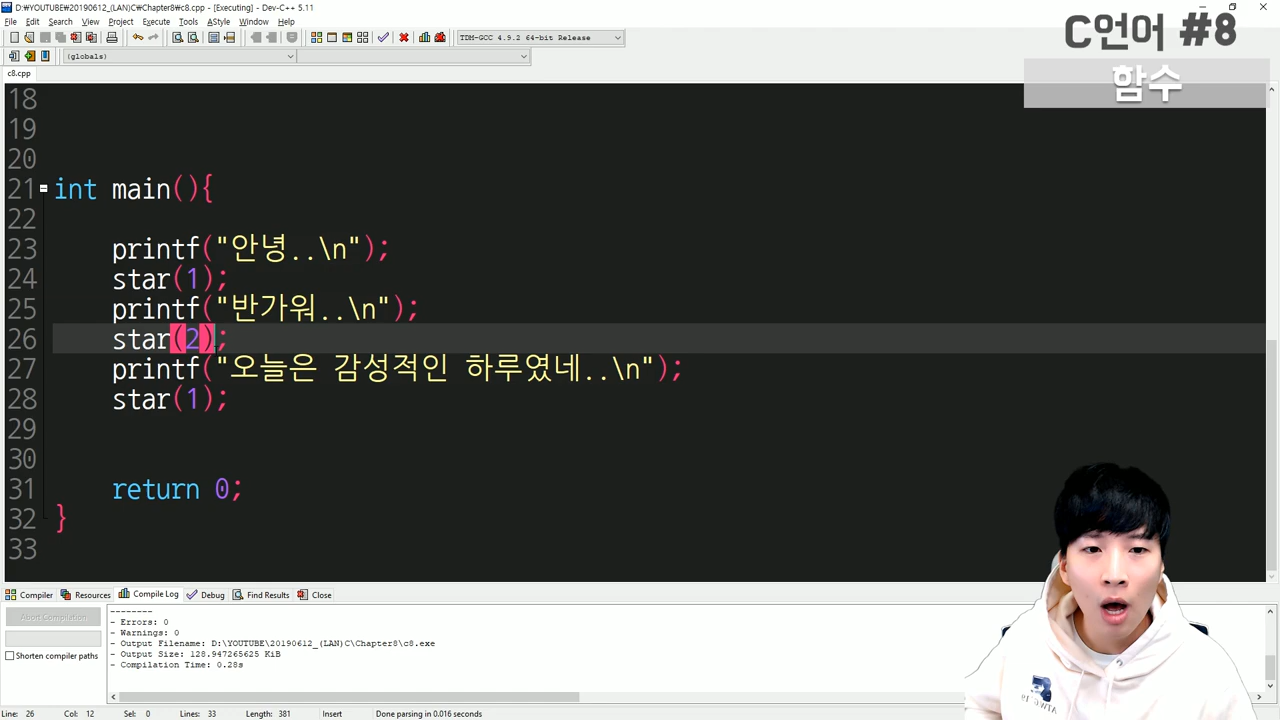 D:\YOUTUBE\20190612_(LAN)C\Chapter8\c8.cpp - [Executing] - Dev-C++ 5.11
File Edit Search View Project Execute Tools AStyle Window Help
TDM-GCC 4.9.2 64-bit Release
(globals)
c8.cpp
C언어 #8
함수
18
19
20
21 int main(){
22
23 printf("안녕..\n");
24 star(1);
25 printf("반가워..\n");
26 star(2);
27 printf("오늘은 감성적인 하루였네..\n");
28 star(1);
29
30
31 return 0;
32 }
33
Compiler Resources Compile Log Debug Find Results Close
Abort Compilation
Shorten compiler paths
--------
- Errors: 0
- Warnings: 0
- Output Filename: D:\YOUTUBE\20190612_(LAN)C\Chapter8\c8.exe
- Output Size: 128.947265625 KiB
- Compilation Time: 0.28s
Line: 26 Col: 12 Sel: 0 Lines: 33 Length: 381 Insert Done parsing in 0.016 seconds